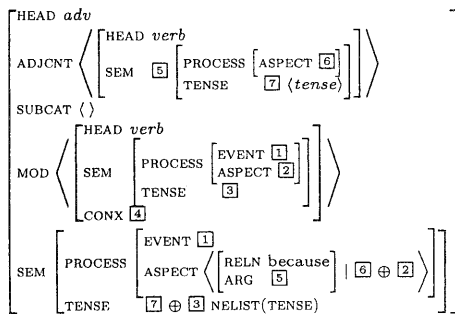 HEAD adv
HEAD verb
ADJCNT
SEM 5 PROCESS ASPECT 6
TENSE 7 ⟨tense⟩
SUBCAT ⟨ ⟩
HEAD verb
MOD SEM PROCESS EVENT 1
ASPECT 2
TENSE 3
CONX 4
EVENT 1
SEM PROCESS ASPECT RELN because
ARG 5 | 6 ⊕ 2
TENSE 7 ⊕ 3 NELIST(TENSE)